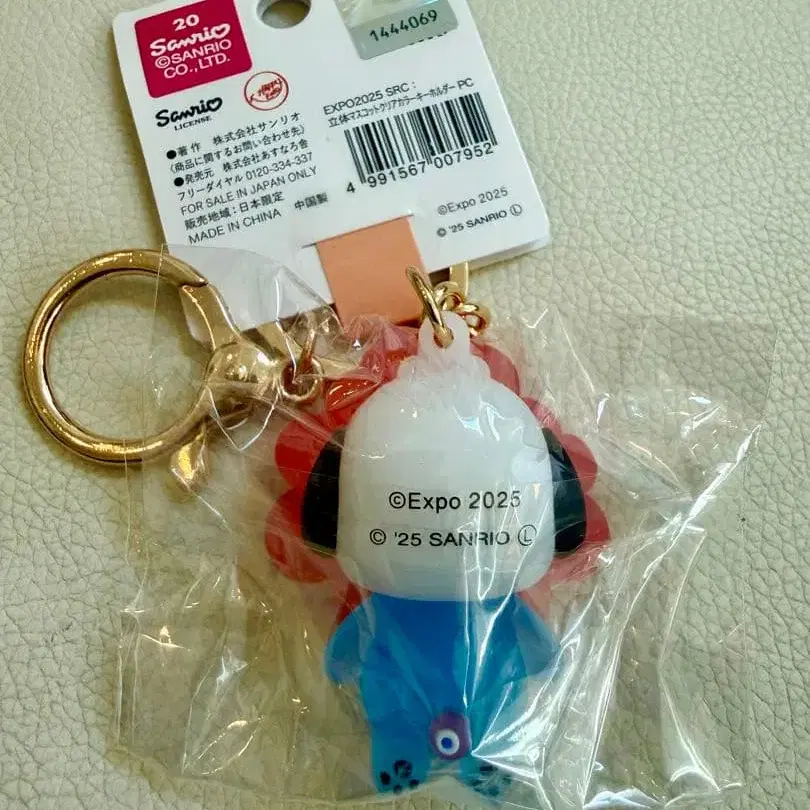 20
Sanrio
©SANRIO
CO.,LTD.
1444069
Sanrio
LICENSE
EXPO2025 SRC:
立体マスコットクリアカラーキーホルダー PC
●著作 株式会社サンリオ
〈商品に関するお問い合わせ先〉
●発売元 株式会社あすなろ舎
フリーダイヤル 0120-334-337
FOR SALE IN JAPAN ONLY
販売地域:日本限定
MADE IN CHINA 中国製
4 991567 007952
©Expo 2025
© '25 SANRIO Ⓛ
©Expo 2025
© '25 SANRIO Ⓛ